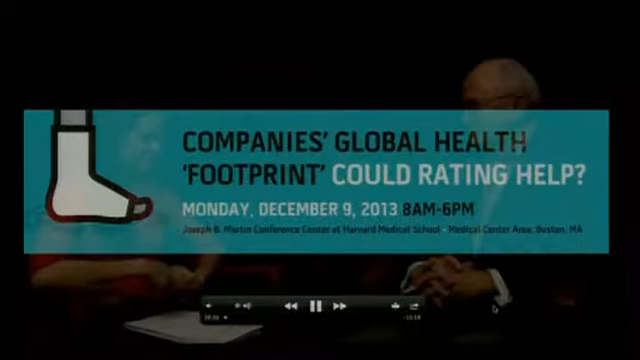 COMPANIES' GLOBAL HEALTH
'FOOTPRINT' COULD RATING HELP?
MONDAY, DECEMBER 9, 2013 8AM-6PM
Joseph B. Martin Conference Center at Harvard Medical School • Medical Center Area, Boston, MA